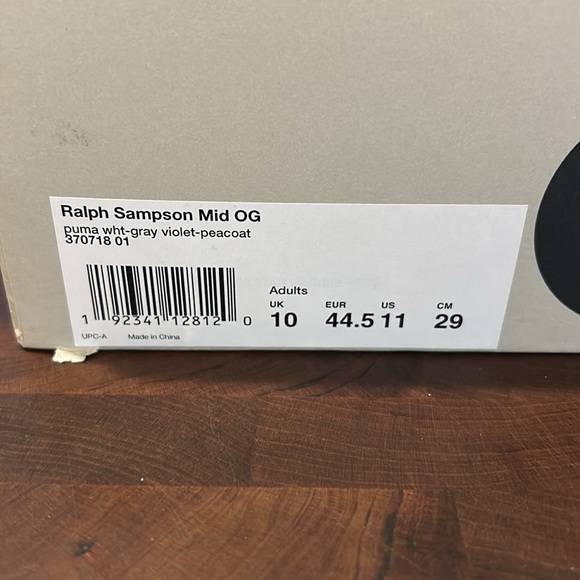 Ralph Sampson Mid OG
puma wht-gray violet-peacoat
370718 01
Adults
UK EUR US CM
10 44.5 11 29
1 92341 12812 0
UPC-A Made in China